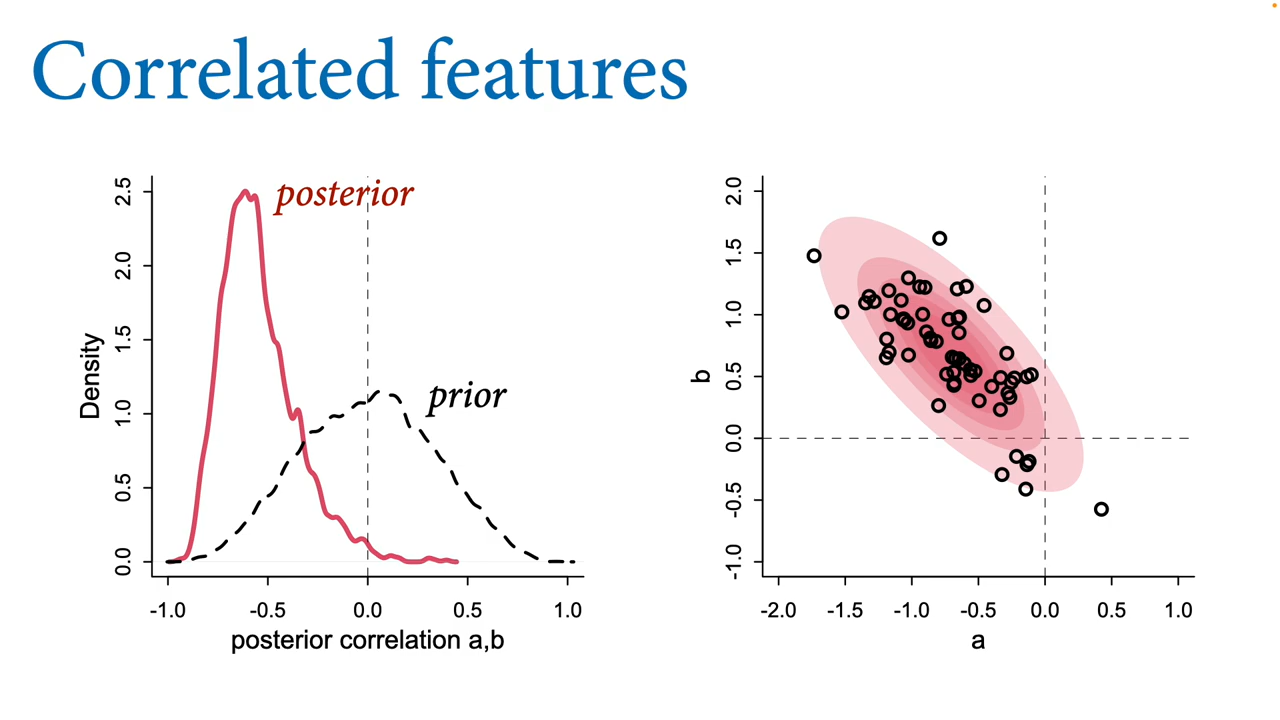 Correlated features
posterior
prior
Density
0.0 0.5 1.0 1.5 2.0 2.5
-1.0 -0.5 0.0 0.5 1.0
posterior correlation a,b
b
-1.0 -0.5 0.0 0.5 1.0 1.5 2.0
-2.0 -1.5 -1.0 -0.5 0.0 0.5 1.0
a